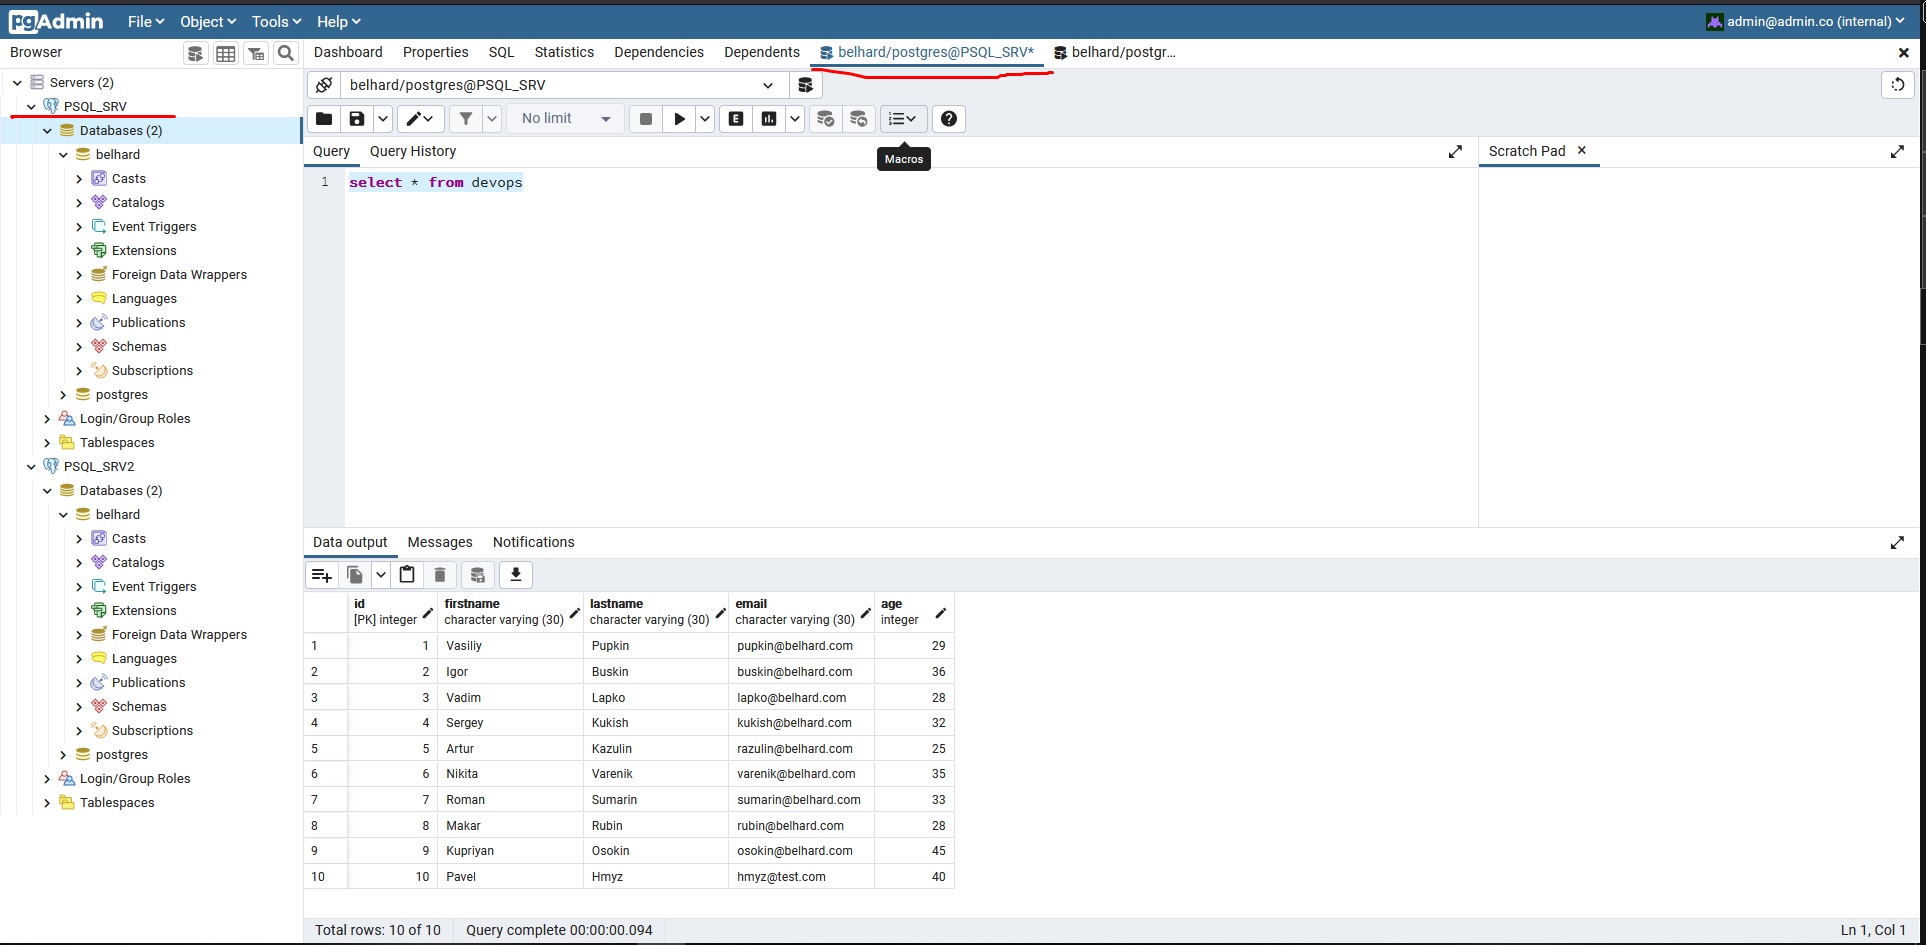 pgAdmin File Object Tools Help admin@admin.co (internal)
Browser
Dashboard Properties SQL Statistics Dependencies Dependents belhard/postgres@PSQL_SRV* belhard/postgr...
Servers (2)
PSQL_SRV
Databases (2)
belhard
Casts
Catalogs
Event Triggers
Extensions
Foreign Data Wrappers
Languages
Publications
Schemas
Subscriptions
postgres
Login/Group Roles
Tablespaces
PSQL_SRV2
Databases (2)
belhard
Casts
Catalogs
Event Triggers
Extensions
Foreign Data Wrappers
Languages
Publications
Schemas
Subscriptions
postgres
Login/Group Roles
Tablespaces
belhard/postgres@PSQL_SRV
No limit
E
Query Query History
Macros
Scratch Pad
1 select * from devops
Data output Messages Notifications
id firstname lastname email age
[PK] integer character varying (30) character varying (30) character varying (30) integer
1 1 Vasiliy Pupkin pupkin@belhard.com 29
2 2 Igor Buskin buskin@belhard.com 36
3 3 Vadim Lapko lapko@belhard.com 28
4 4 Sergey Kukish kukish@belhard.com 32
5 5 Artur Kazulin razulin@belhard.com 25
6 6 Nikita Varenik varenik@belhard.com 35
7 7 Roman Sumarin sumarin@belhard.com 33
8 8 Makar Rubin rubin@belhard.com 28
9 9 Kupriyan Osokin osokin@belhard.com 45
10 10 Pavel Hmyz hmyz@test.com 40
Total rows: 10 of 10 Query complete 00:00:00.094 Ln 1, Col 1